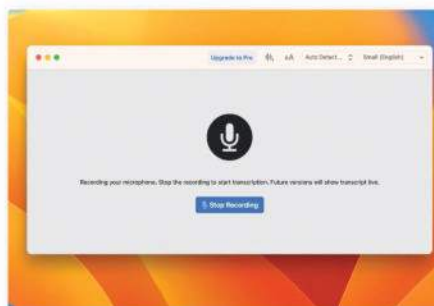 Upgrade to Pro
AA
Auto Detect...
Small (English)
Recording your microphone. Stop the recording to start transcription. Future versions will show transcript live.
Stop Recording